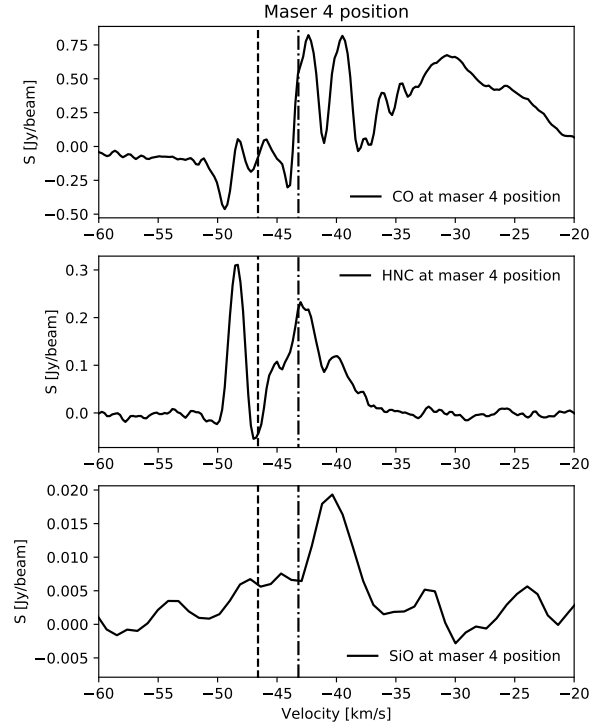 Maser 4 position
S [Jy/beam]
0.75
0.50
0.25
0.00
−0.25
−0.50
CO at maser 4 position
−60 −55 −50 −45 −40 −35 −30 −25 −20
S [Jy/beam]
0.3
0.2
0.1
0.0
HNC at maser 4 position
−60 −55 −50 −45 −40 −35 −30 −25 −20
S [Jy/beam]
0.020
0.015
0.010
0.005
0.000
−0.005
SiO at maser 4 position
−60 −55 −50 −45 −40 −35 −30 −25 −20
Velocity [km/s]